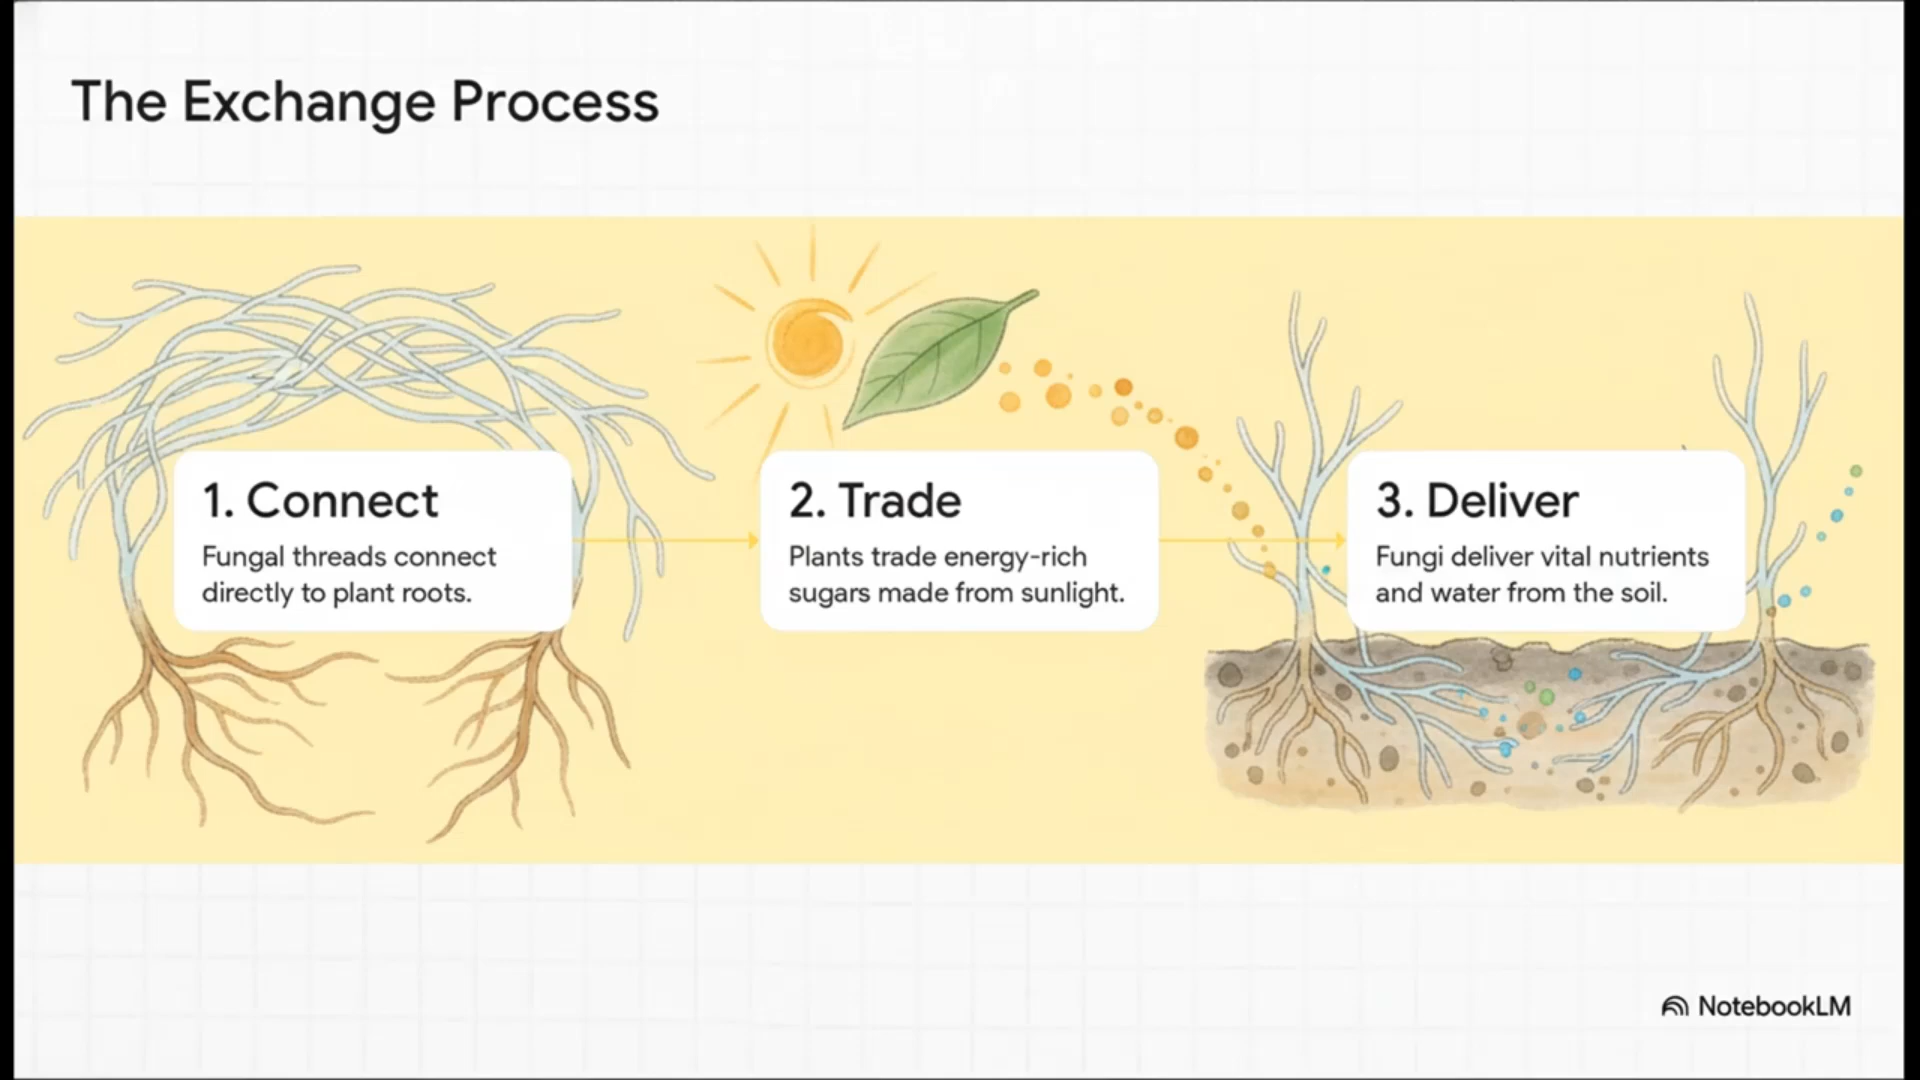 The Exchange Process
1. Connect
Fungal threads connect
directly to plant roots.
2. Trade
Plants trade energy-rich
sugars made from sunlight.
3. Deliver
Fungi deliver vital nutrients
and water from the soil.
NotebookLM